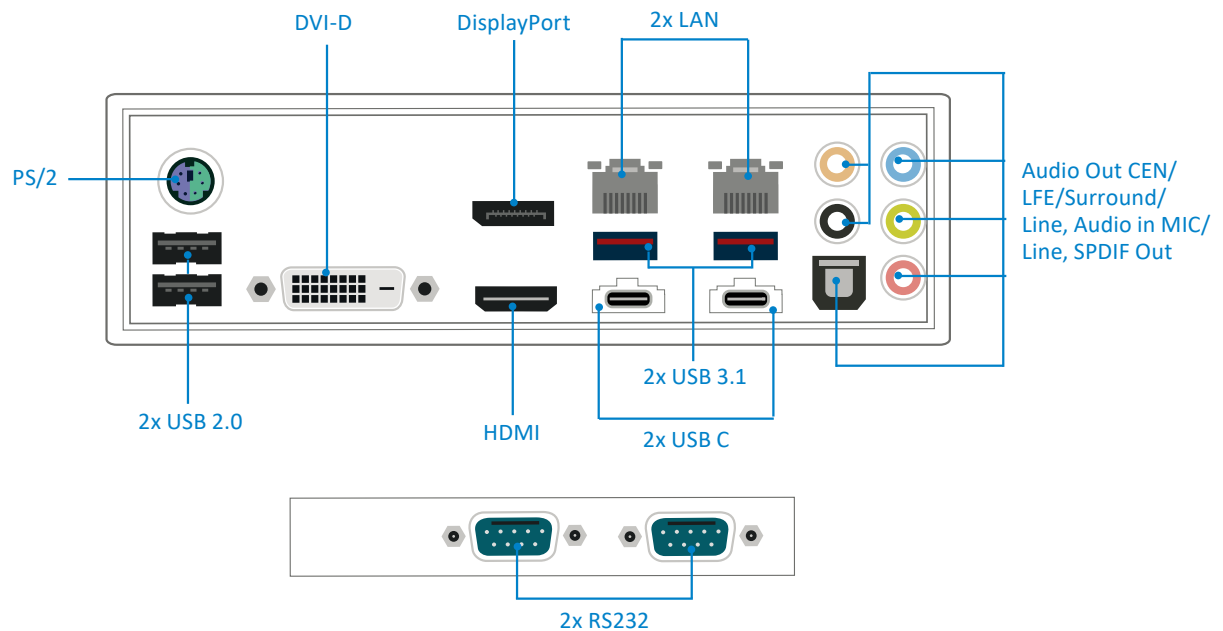 DVI-D
DisplayPort
2x LAN
PS/2
Audio Out CEN/
LFE/Surround/
Line, Audio in MIC/
Line, SPDIF Out
2x USB 3.1
2x USB 2.0
HDMI
2x USB C
2x RS232